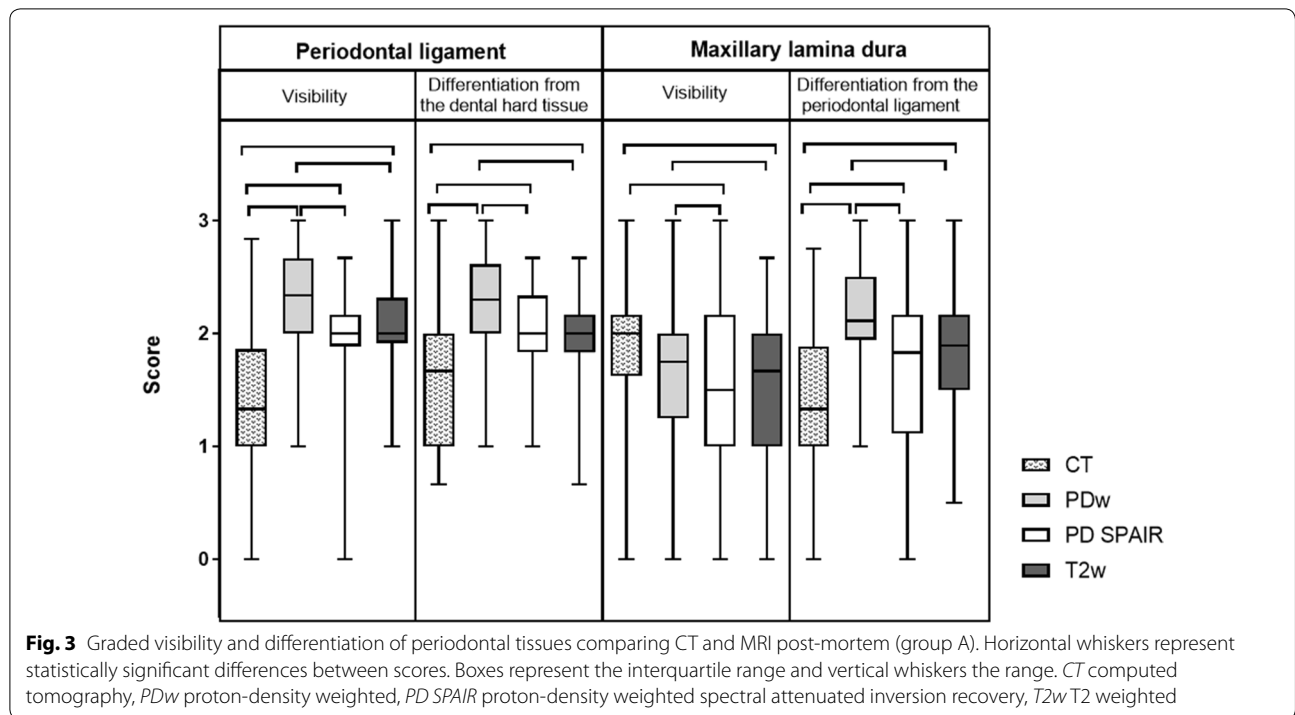 Periodontal ligament
Maxillary lamina dura
Visibility
Differentiation from
the dental hard tissue
Visibility
Differentiation from the
periodontal ligament
Score
3
2
1
0
CT
PDw
PD SPAIR
T2w
Fig. 3 Graded visibility and differentiation of periodontal tissues comparing CT and MRI post-mortem (group A). Horizontal whiskers represent
statistically significant differences between scores. Boxes represent the interquartile range and vertical whiskers the range. CT computed
tomography, PDw proton-density weighted, PD SPAIR proton-density weighted spectral attenuated inversion recovery, T2w T2 weighted